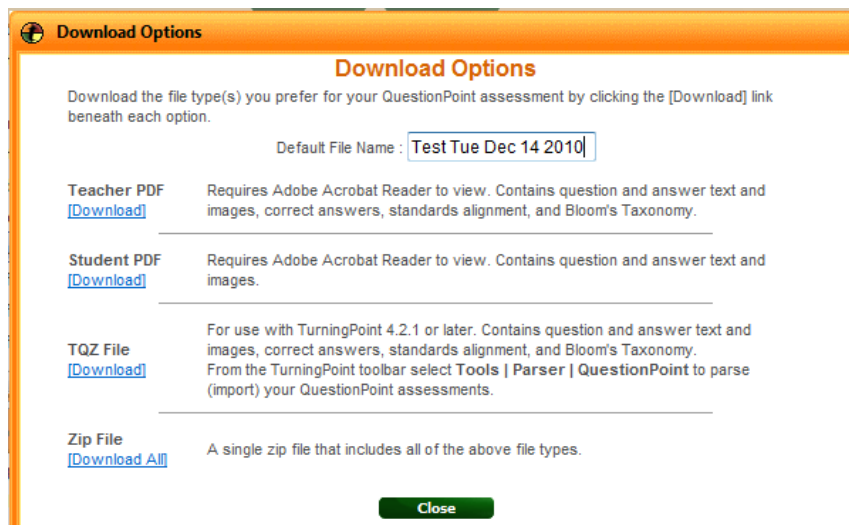 Download Options
Download Options
Download the file type(s) you prefer for your QuestionPoint assessment by clicking the [Download] link
beneath each option.
Default File Name : Test Tue Dec 14 2010
Teacher PDF
[Download]
Requires Adobe Acrobat Reader to view. Contains question and answer text and
images, correct answers, standards alignment, and Bloom's Taxonomy.
Student PDF
[Download]
Requires Adobe Acrobat Reader to view. Contains question and answer text and
images.
TQZ File
[Download]
For use with TurningPoint 4.2.1 or later. Contains question and answer text and
images, correct answers, standards alignment, and Bloom's Taxonomy.
From the TurningPoint toolbar select Tools | Parser | QuestionPoint to parse
(import) your QuestionPoint assessments.
Zip File
[Download All]
A single zip file that includes all of the above file types.
Close